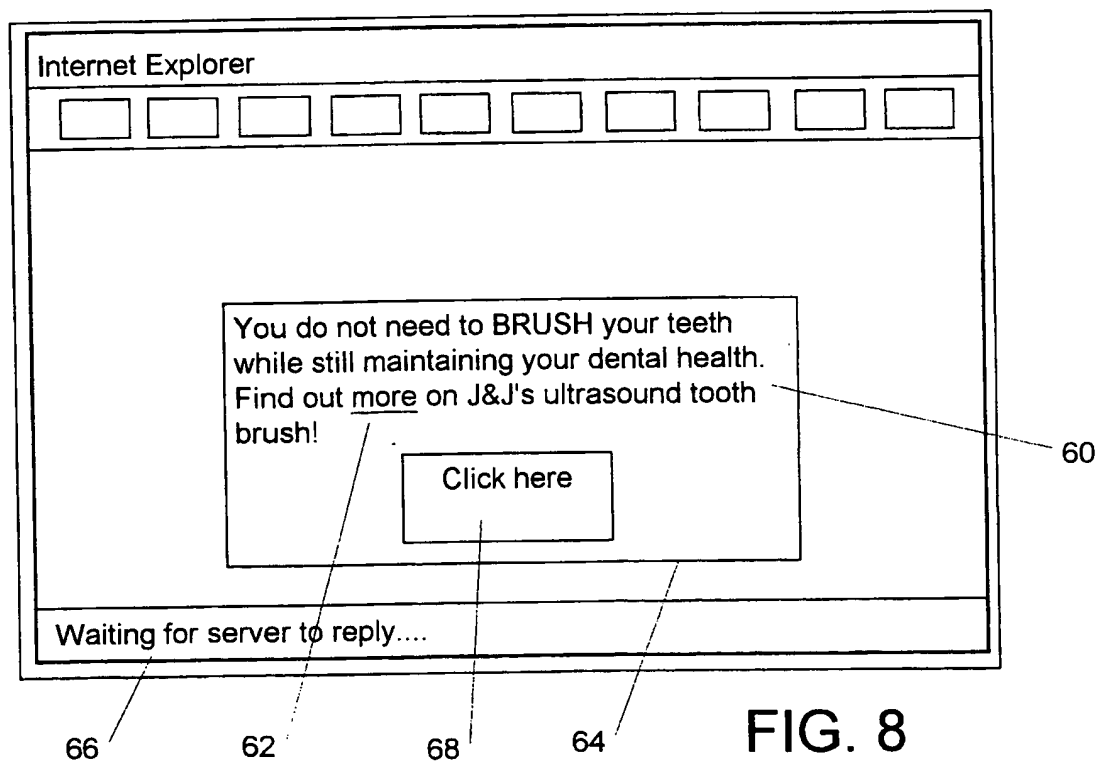 Internet Explorer
You do not need to BRUSH your teeth
while still maintaining your dental health.
Find out more on J&J's ultrasound tooth
brush!
60
Click here
Waiting for server to reply....
66
62
68
64
FIG. 8